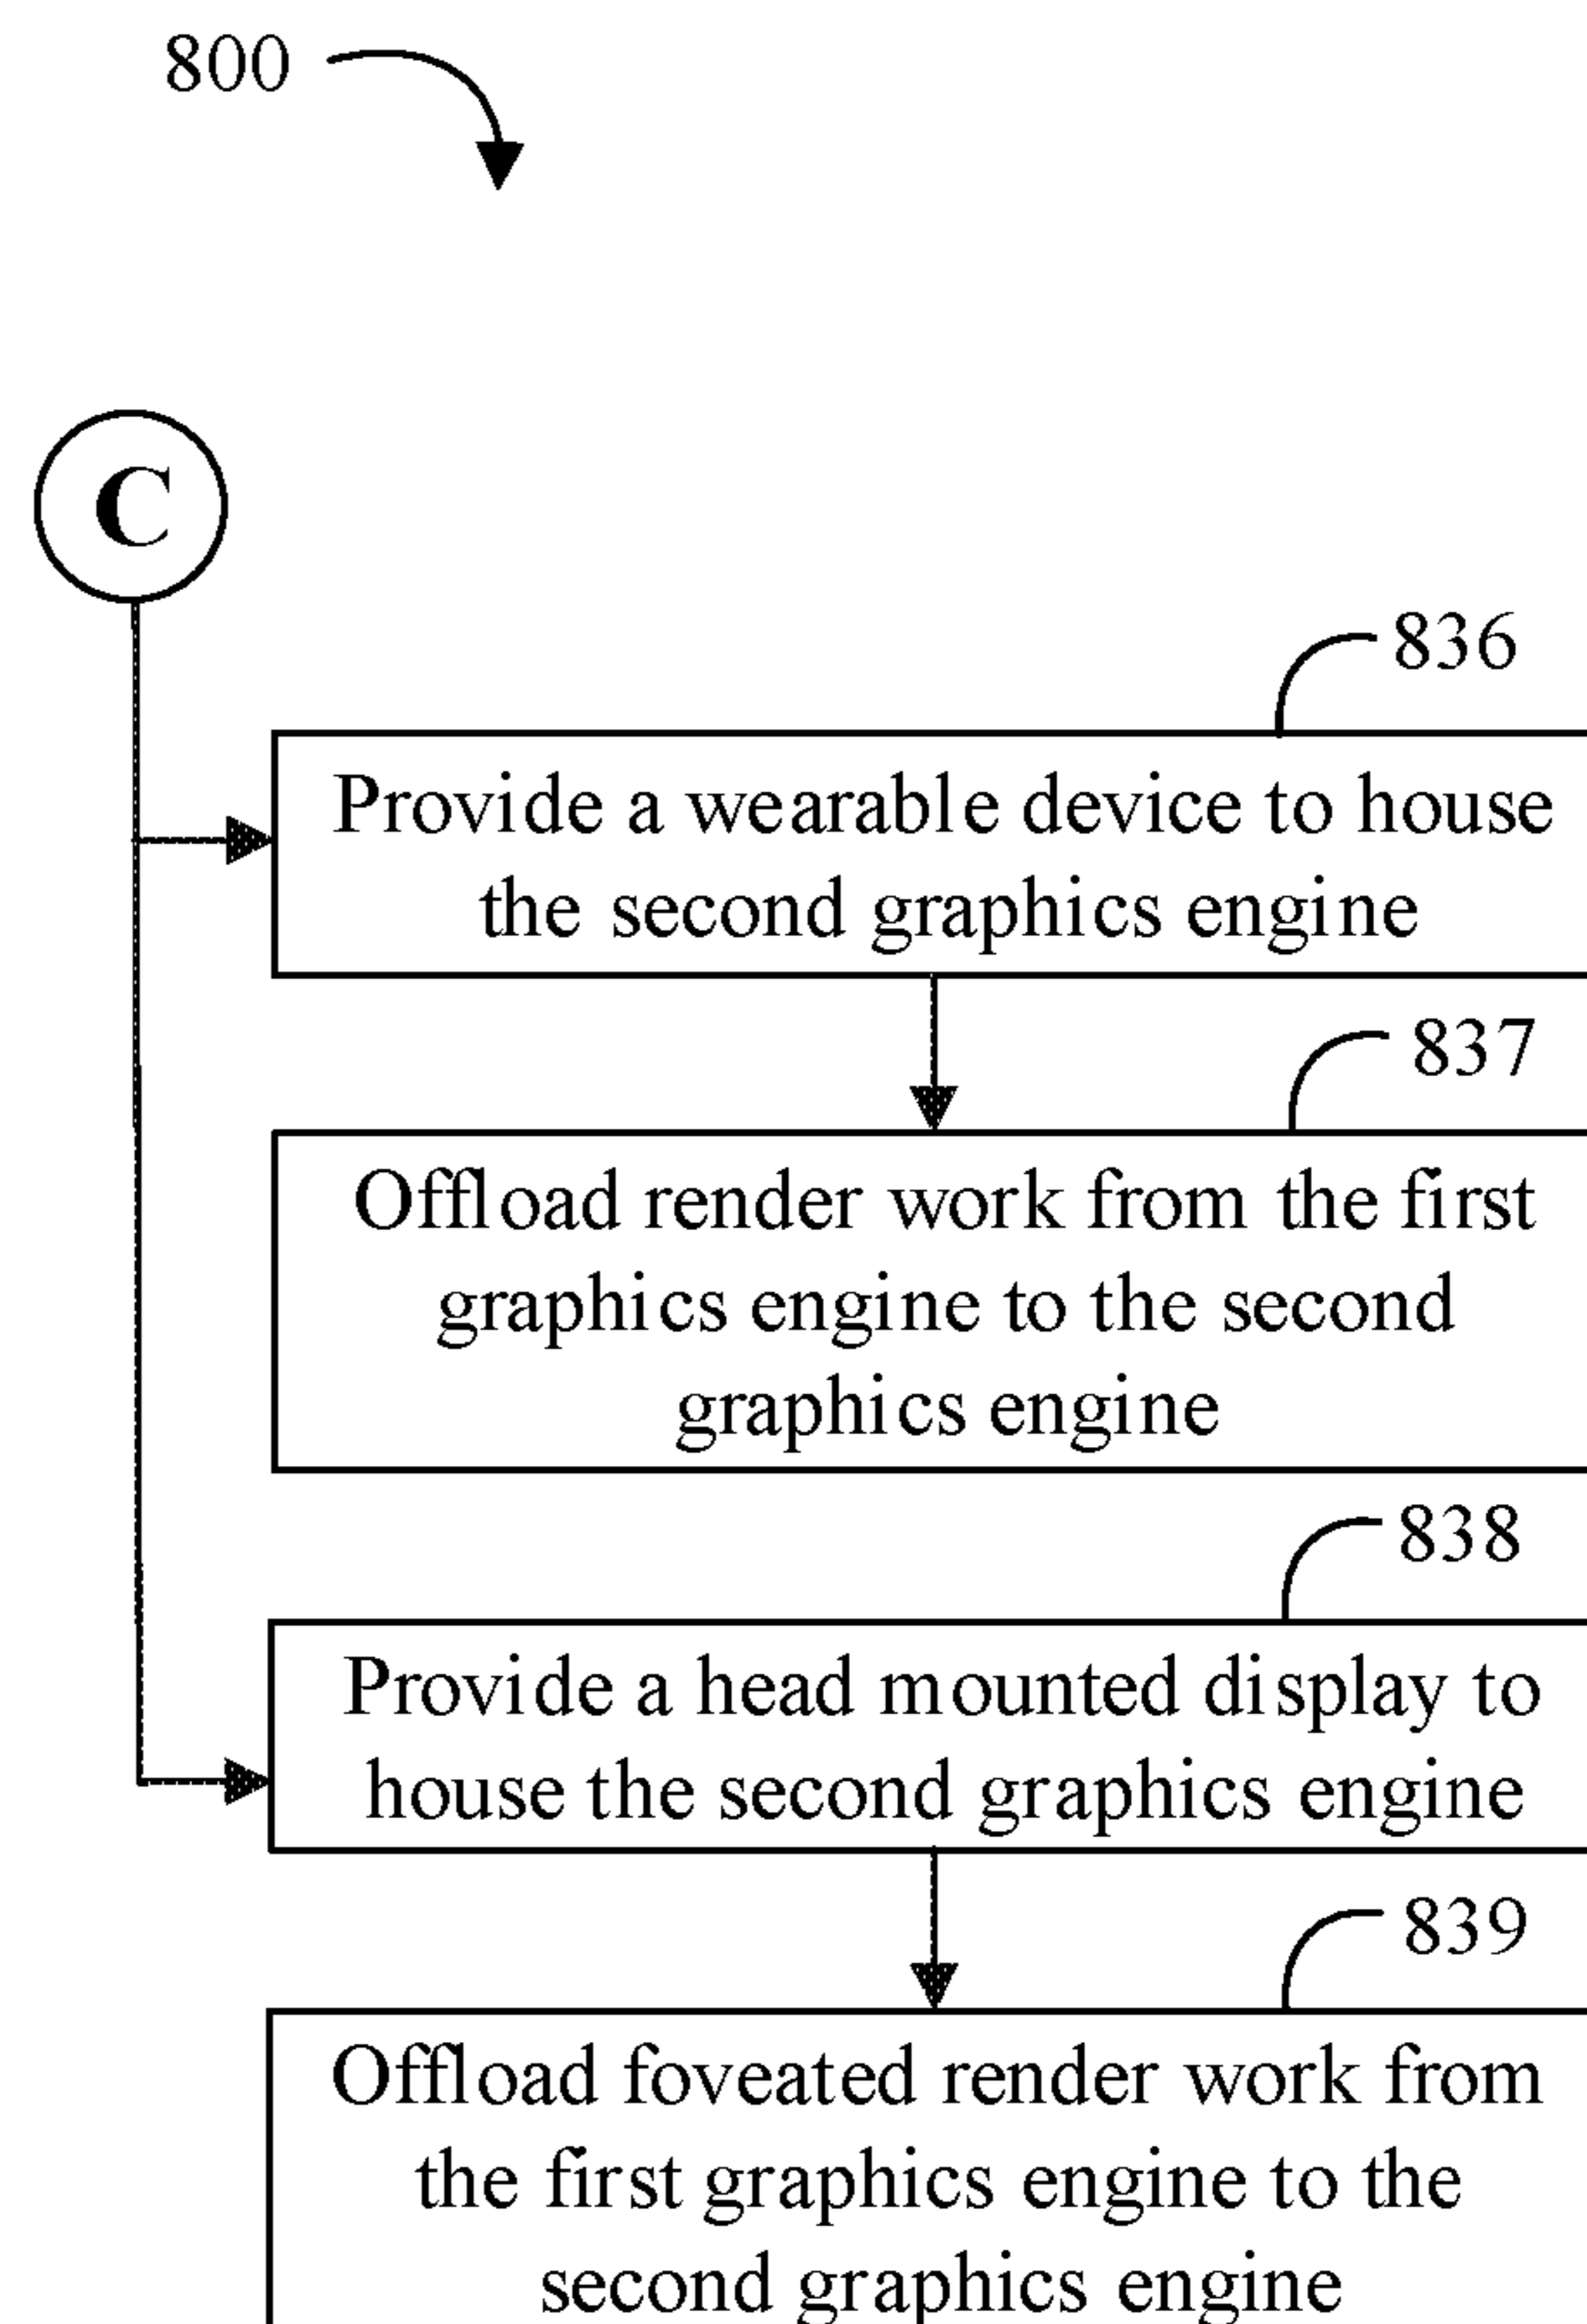 800
C
836
Provide a wearable device to house
the second graphics engine
837
Offload render work from the first
graphics engine to the second
graphics engine
838
Provide a head mounted display to
house the second graphics engine
839
Offload foveated render work from
the first graphics engine to the
second graphics engine